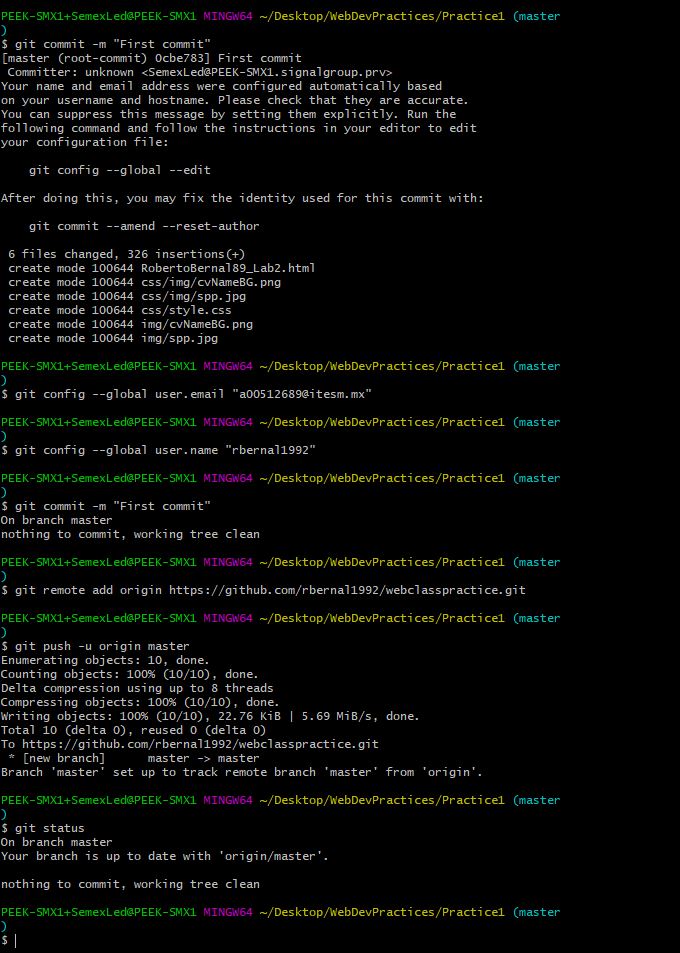 PEEK-SMX1+SemexLed@PEEK-SMX1 MINGW64 ~/Desktop/WebDevPractices/Practice1 (master
)
$ git commit -m "First commit"
[master (root-commit) 0cbe783] First commit
 Committer: unknown <SemexLed@PEEK-SMX1.signalgroup.prv>
Your name and email address were configured automatically based
on your username and hostname. Please check that they are accurate.
You can suppress this message by setting them explicitly. Run the
following command and follow the instructions in your editor to edit
your configuration file:

    git config --global --edit

After doing this, you may fix the identity used for this commit with:

    git commit --amend --reset-author

 6 files changed, 326 insertions(+)
 create mode 100644 RobertoBernal89_Lab2.html
 create mode 100644 css/img/cvNameBG.png
 create mode 100644 css/img/spp.jpg
 create mode 100644 css/style.css
 create mode 100644 img/cvNameBG.png
 create mode 100644 img/spp.jpg

PEEK-SMX1+SemexLed@PEEK-SMX1 MINGW64 ~/Desktop/WebDevPractices/Practice1 (master
)
$ git config --global user.email "a00512689@itesm.mx"

PEEK-SMX1+SemexLed@PEEK-SMX1 MINGW64 ~/Desktop/WebDevPractices/Practice1 (master
)
$ git config --global user.name "rbernal1992"

PEEK-SMX1+SemexLed@PEEK-SMX1 MINGW64 ~/Desktop/WebDevPractices/Practice1 (master
)
$ git commit -m "First commit"
On branch master
nothing to commit, working tree clean

PEEK-SMX1+SemexLed@PEEK-SMX1 MINGW64 ~/Desktop/WebDevPractices/Practice1 (master
)
$ git remote add origin https://github.com/rbernal1992/webclasspractice.git

PEEK-SMX1+SemexLed@PEEK-SMX1 MINGW64 ~/Desktop/WebDevPractices/Practice1 (master
)
$ git push -u origin master
Enumerating objects: 10, done.
Counting objects: 100% (10/10), done.
Delta compression using up to 8 threads
Compressing objects: 100% (10/10), done.
Writing objects: 100% (10/10), 22.76 KiB | 5.69 MiB/s, done.
Total 10 (delta 0), reused 0 (delta 0)
To https://github.com/rbernal1992/webclasspractice.git
 * [new branch]      master -> master
Branch 'master' set up to track remote branch 'master' from 'origin'.

PEEK-SMX1+SemexLed@PEEK-SMX1 MINGW64 ~/Desktop/WebDevPractices/Practice1 (master
)
$ git status
On branch master
Your branch is up to date with 'origin/master'.

nothing to commit, working tree clean

PEEK-SMX1+SemexLed@PEEK-SMX1 MINGW64 ~/Desktop/WebDevPractices/Practice1 (master
)
$